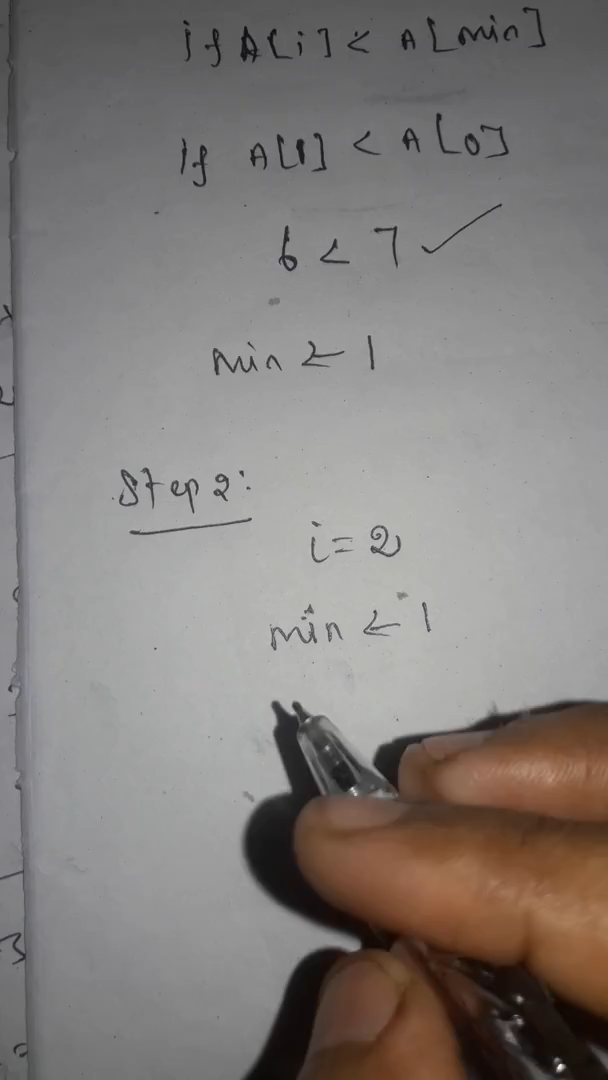 if A[i] < A[min]
If A[1] < A[0]
6 < 7 ✓
min ← 1
Step 2:
i = 2
min ← 1